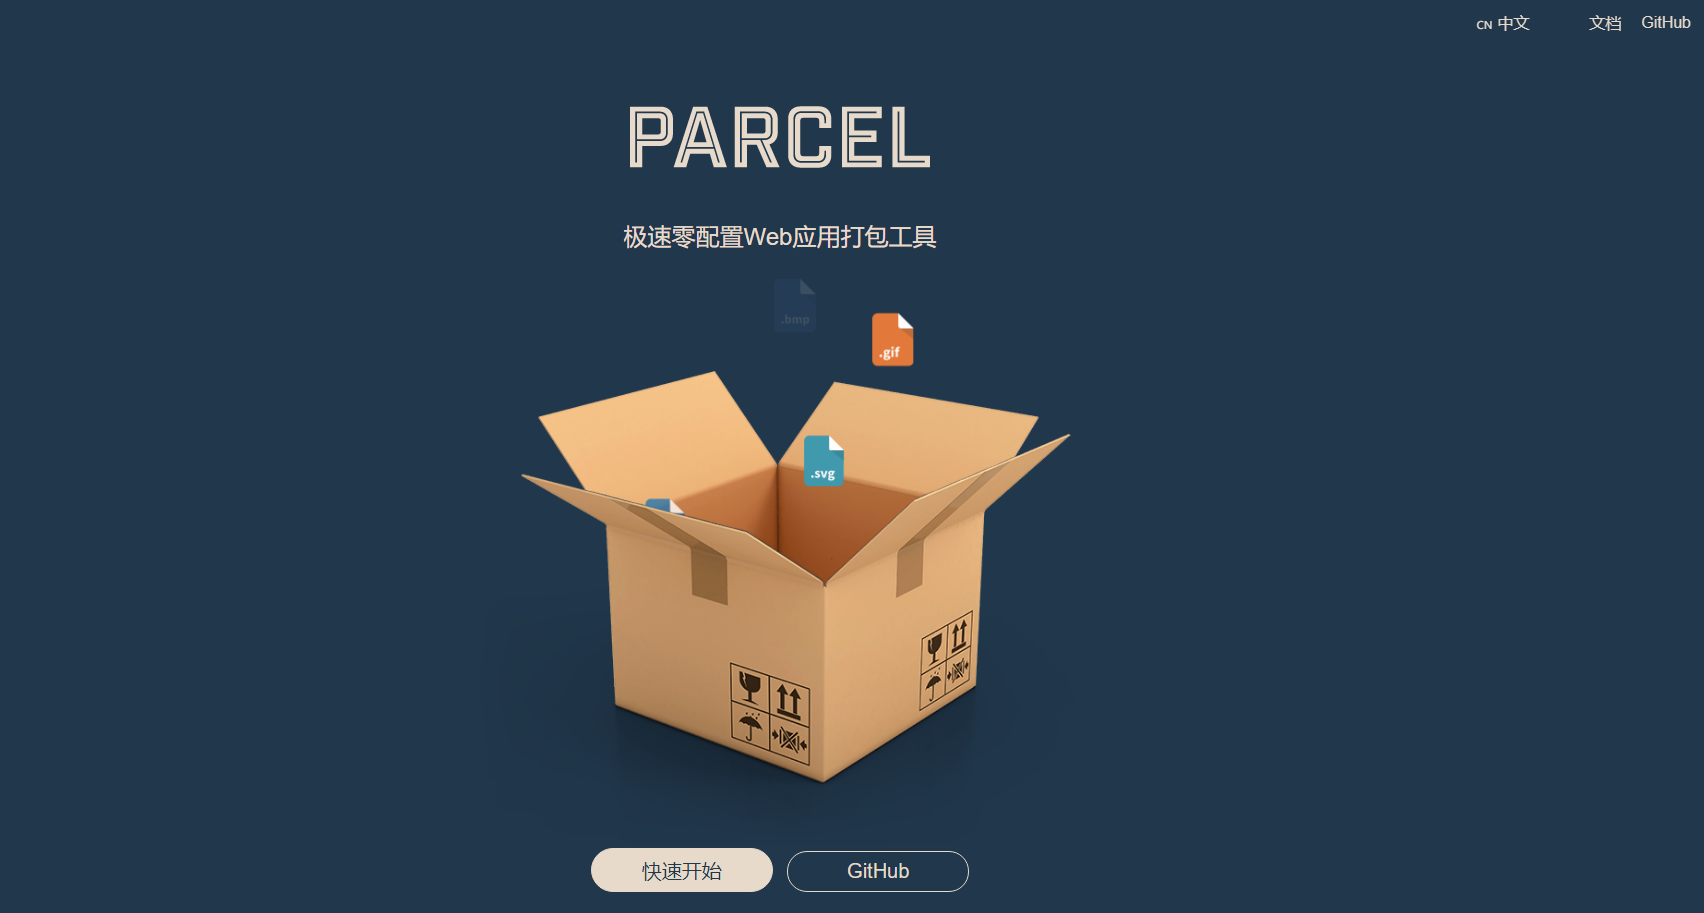 CN 中文 文档 GitHub
PARCEL
极速零配置Web应用打包工具
.bmp
.gif
.svg
快速开始 GitHub